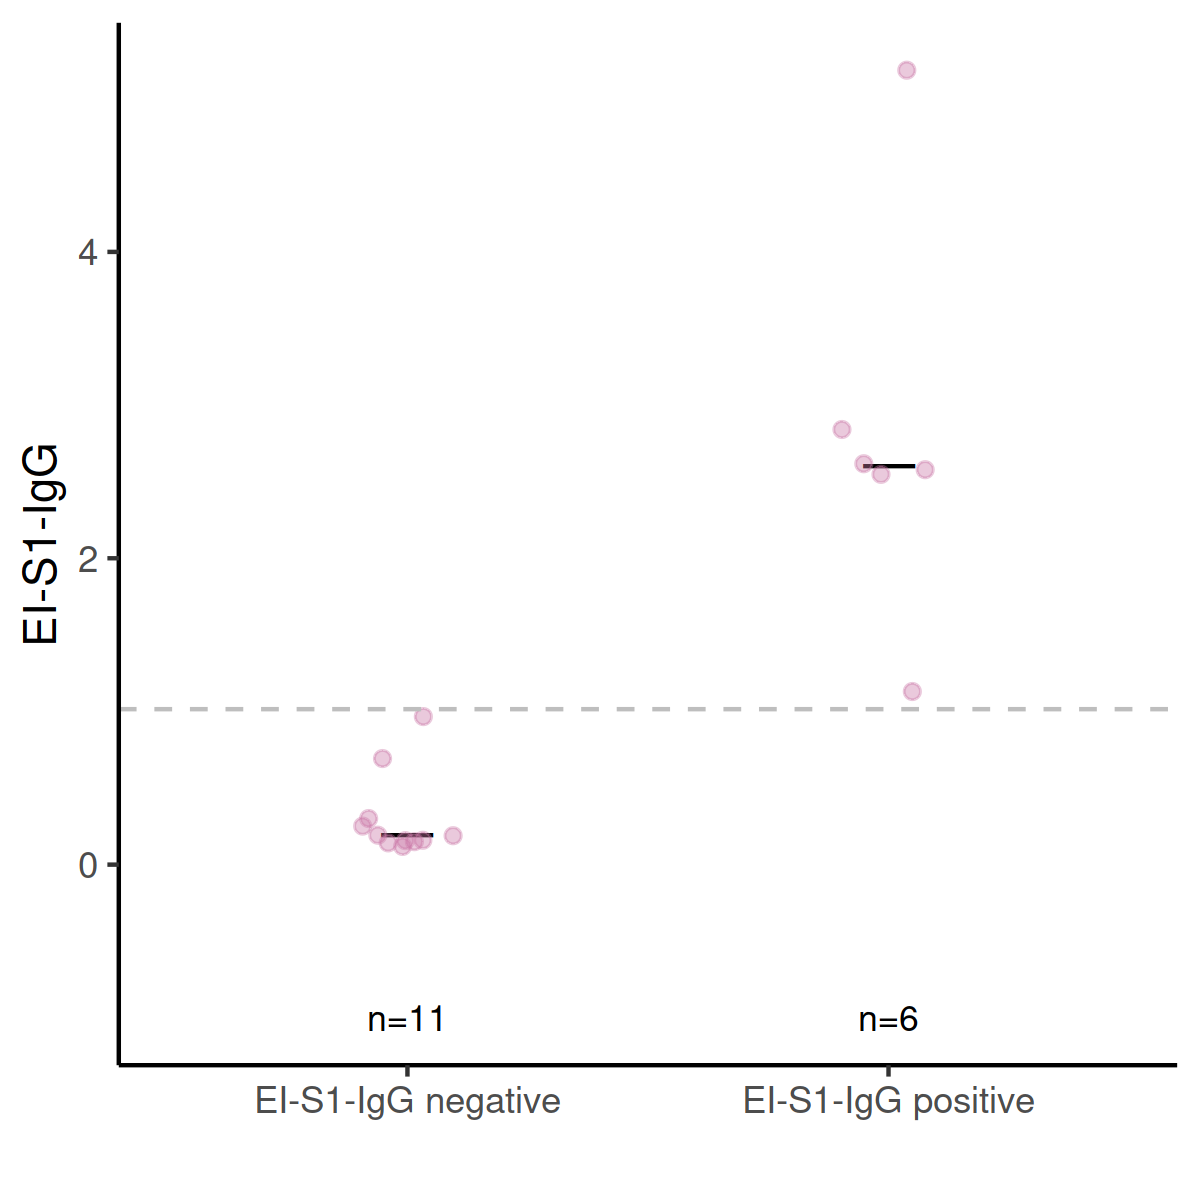 EI-S1-IgG
4
2
0
n=11
n=6
EI-S1-IgG negative
EI-S1-IgG positive